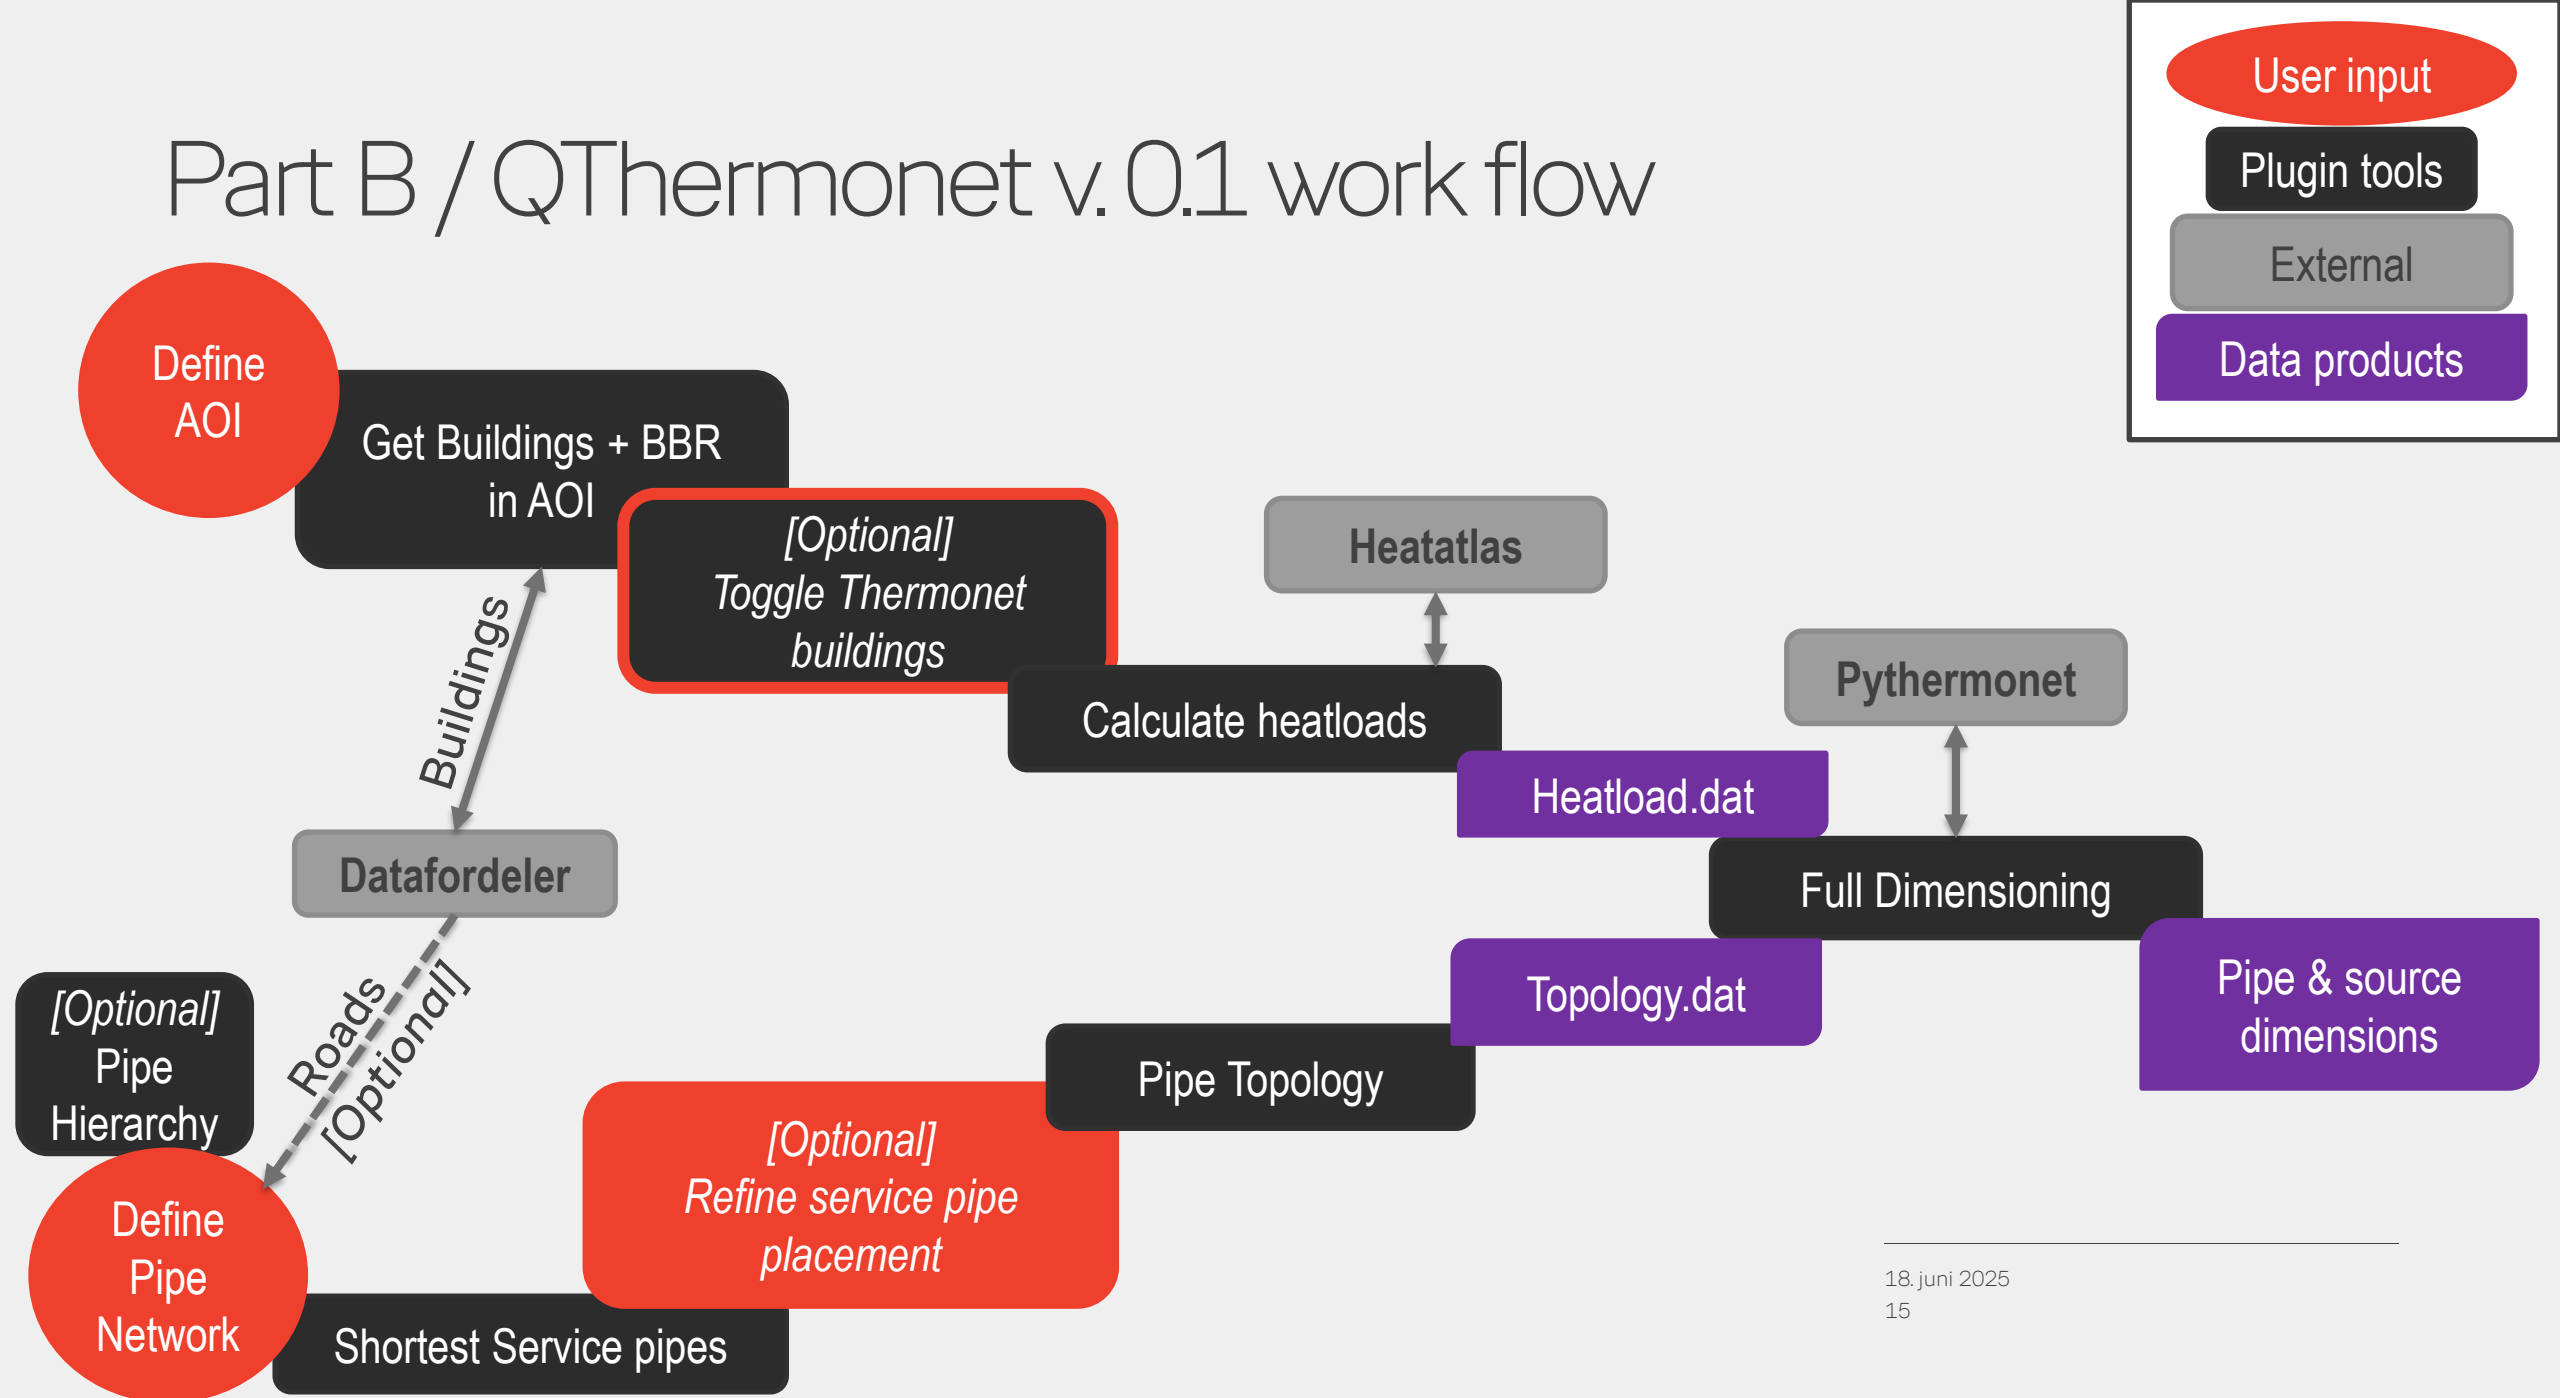 Part B / QThermonet v. 0.1 work flow
User input
Plugin tools
External
Data products
Define
AOI
Get Buildings + BBR
in AOI
[Optional]
Toggle Thermonet
buildings
Heatatlas
Calculate heatloads
Pythermonet
Heatload.dat
Buildings
Datafordeler
Full Dimensioning
Roads
[Optional]
[Optional]
Pipe
Hierarchy
Topology.dat
Pipe & source
dimensions
Pipe Topology
[Optional]
Refine service pipe
placement
Define
Pipe
Network
Shortest Service pipes
18. juni 2025
15